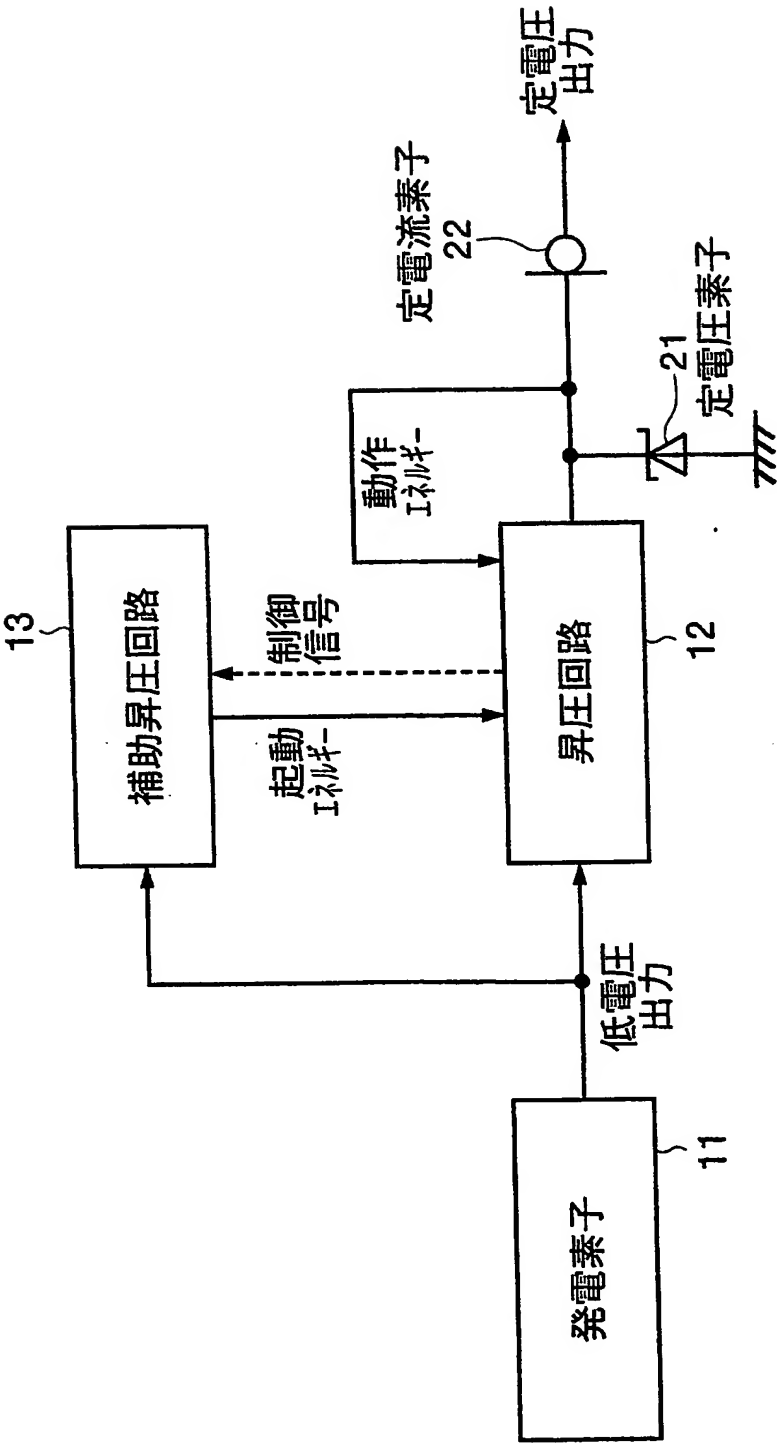 13
補助昇圧回路
起動
エネルギー
制御
信号
動作
エネルギー
定電流素子
22
定電圧
出力
発電素子
11
低電圧
出力
昇圧回路
12
21
定電圧素子